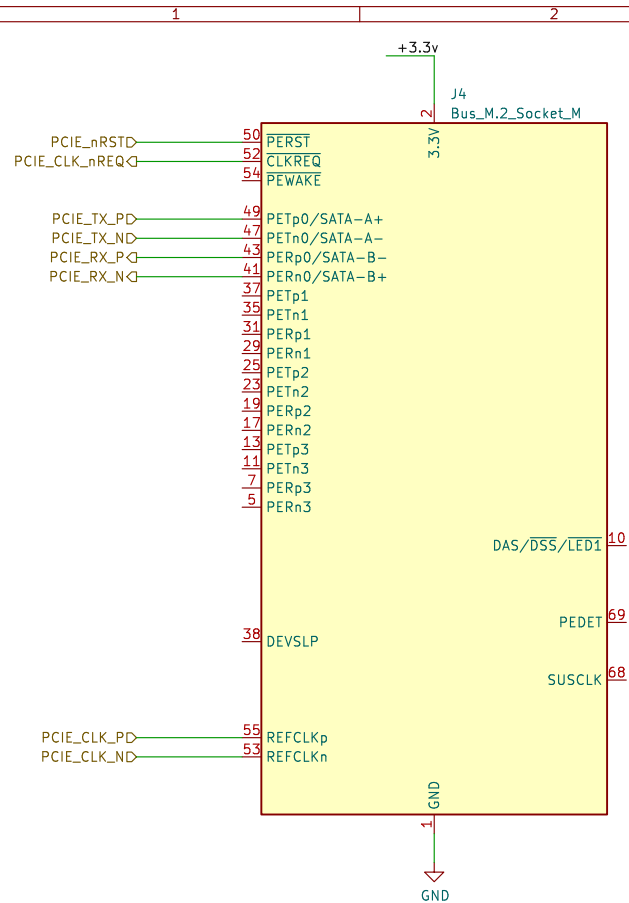 1 2
+3.3v
J4
Bus_M.2_Socket_M
2
3.3V
PCIE_nRST 50 PERST
PCIE_CLK_nREQ 52 CLKREQ
54 PEWAKE
PCIE_TX_P 49 PETp0/SATA-A+
PCIE_TX_N 47 PETn0/SATA-A-
PCIE_RX_P 43 PERp0/SATA-B-
PCIE_RX_N 41 PERn0/SATA-B+
37 PETp1
35 PETn1
31 PERp1
29 PERn1
25 PETp2
23 PETn2
19 PERp2
17 PERn2
13 PETp3
11 PETn3
7 PERp3
5 PERn3
DAS/DSS/LED1 10
PEDET 69
38 DEVSLP
SUSCLK 68
PCIE_CLK_P 55 REFCLKp
PCIE_CLK_N 53 REFCLKn
GND
1
GND